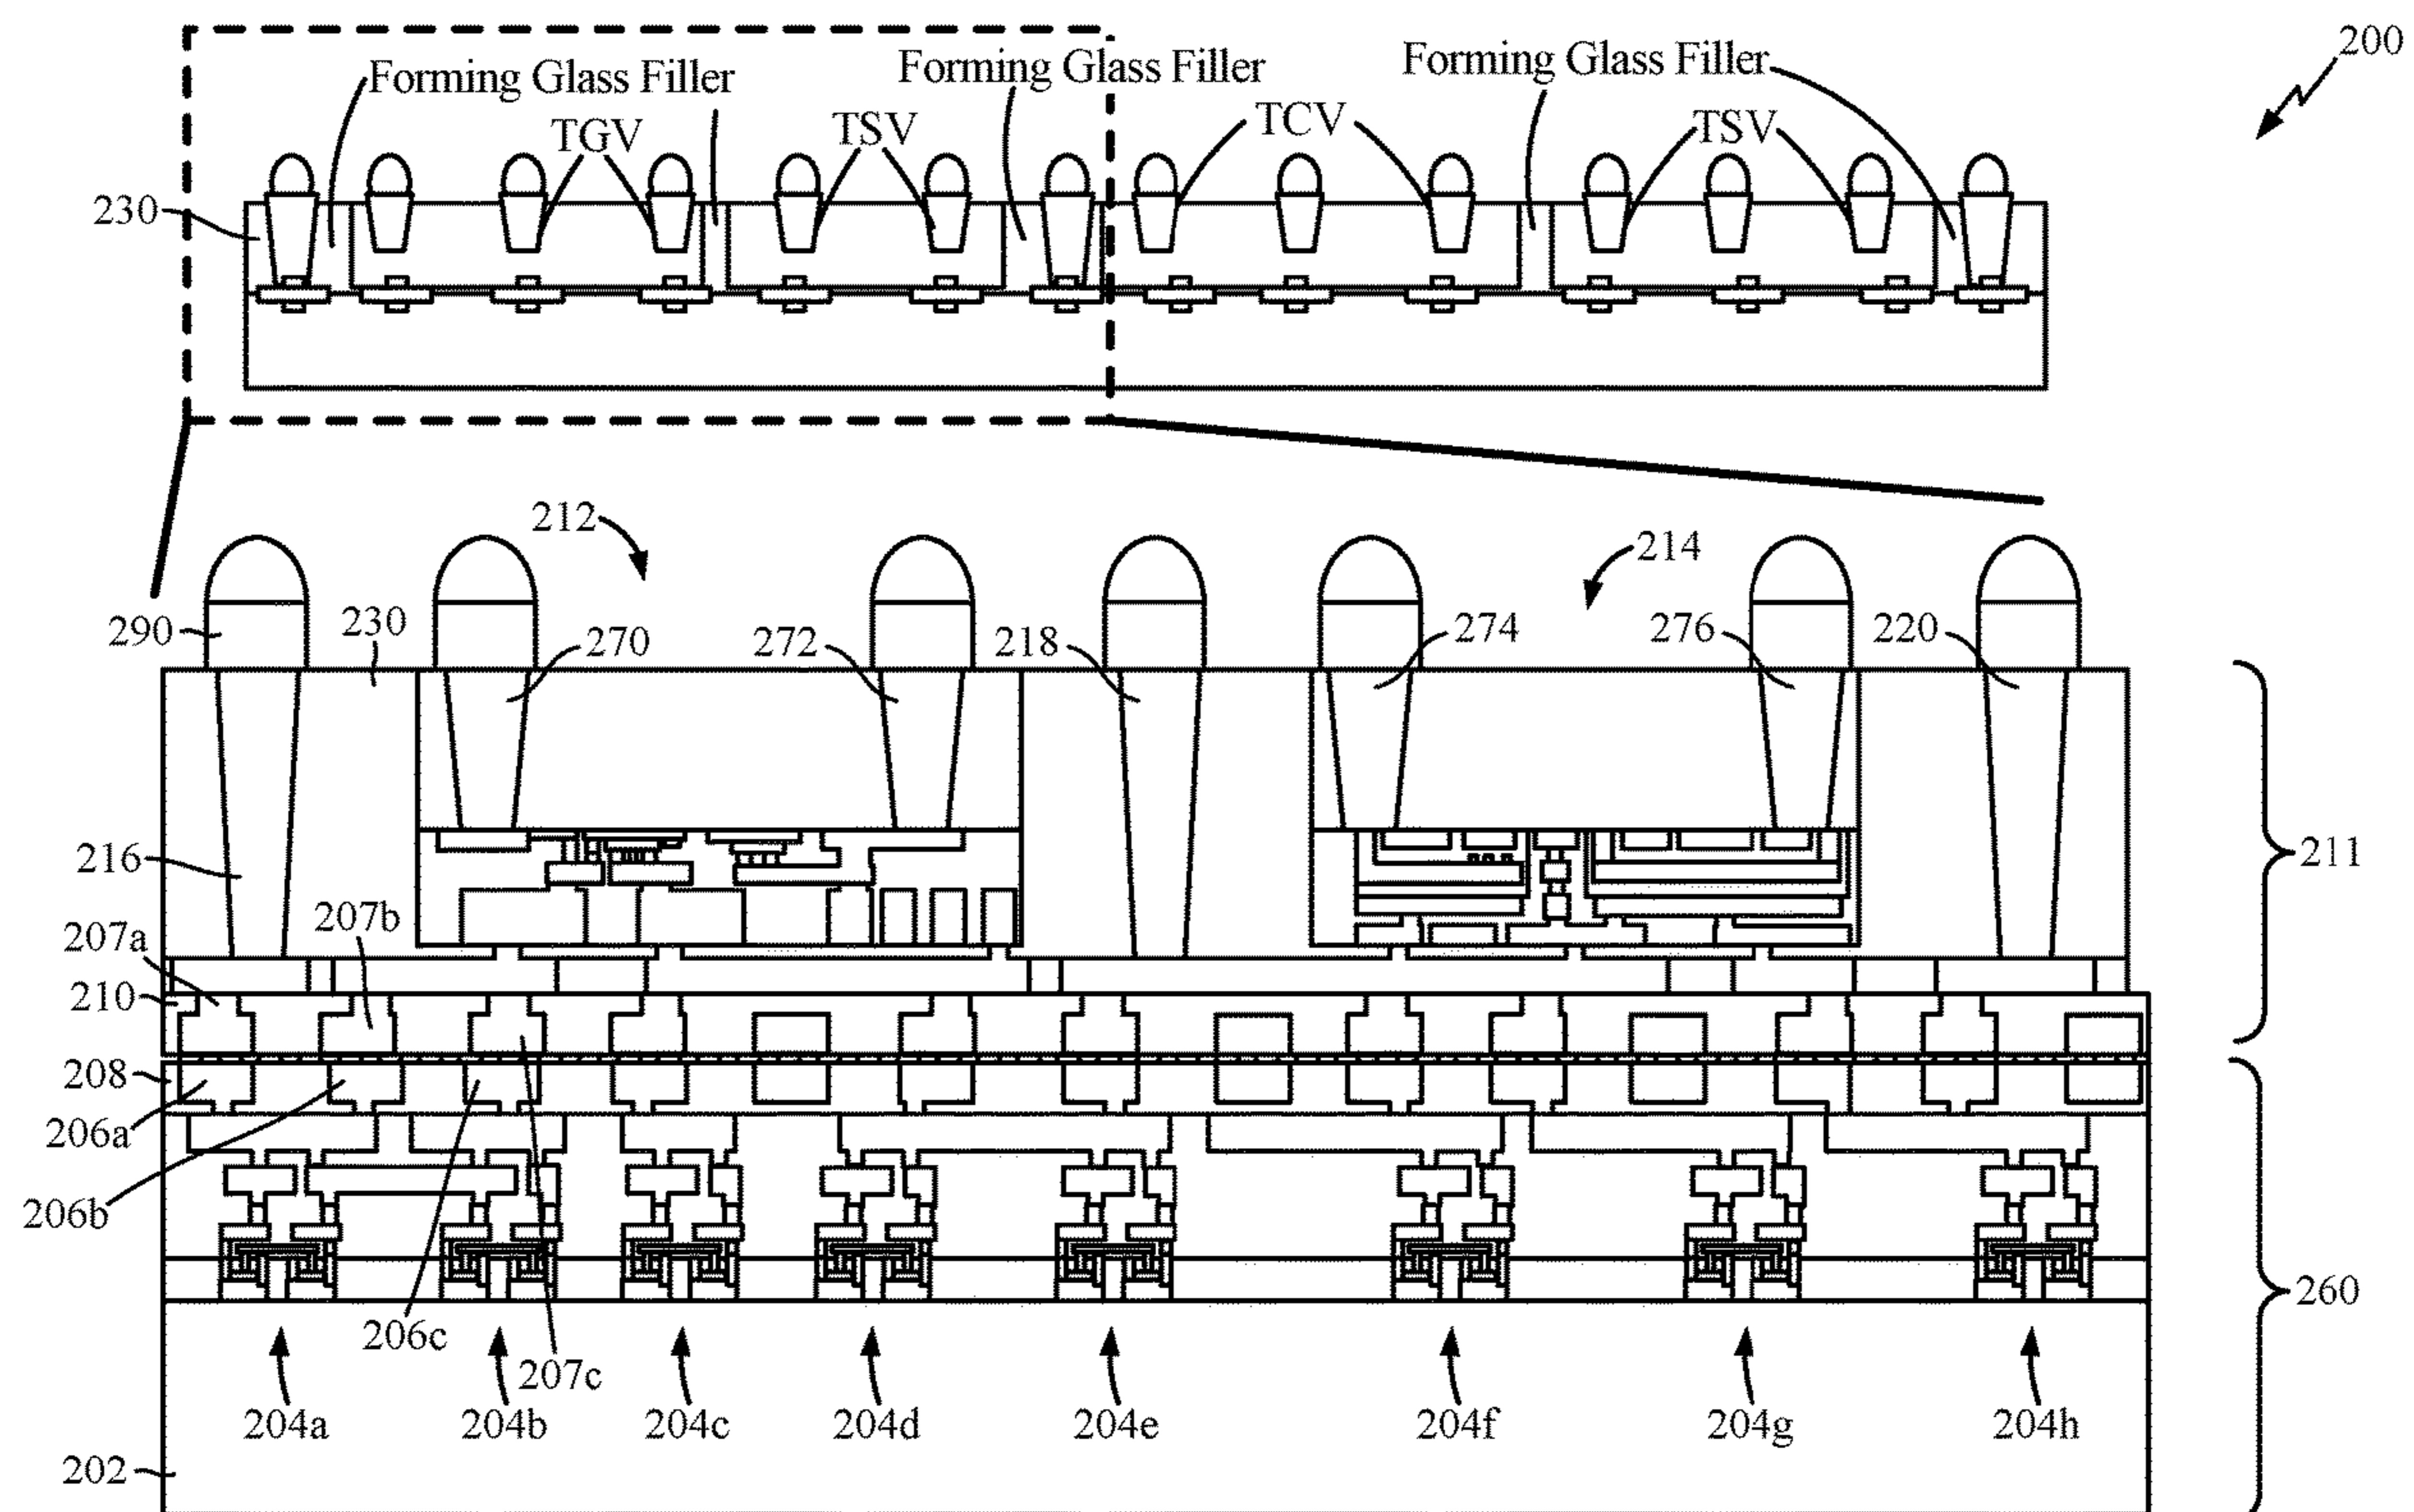 200
Forming Glass Filler
Forming Glass Filler
Forming Glass Filler
TGV
TSV
TCV
TSV
230
212
214
290
230
270
272
218
274
276
220
216
211
207b
207a
210
208
206a
206b
260
206c
207c
204a
204b
204c
204d
204e
204f
204g
204h
202